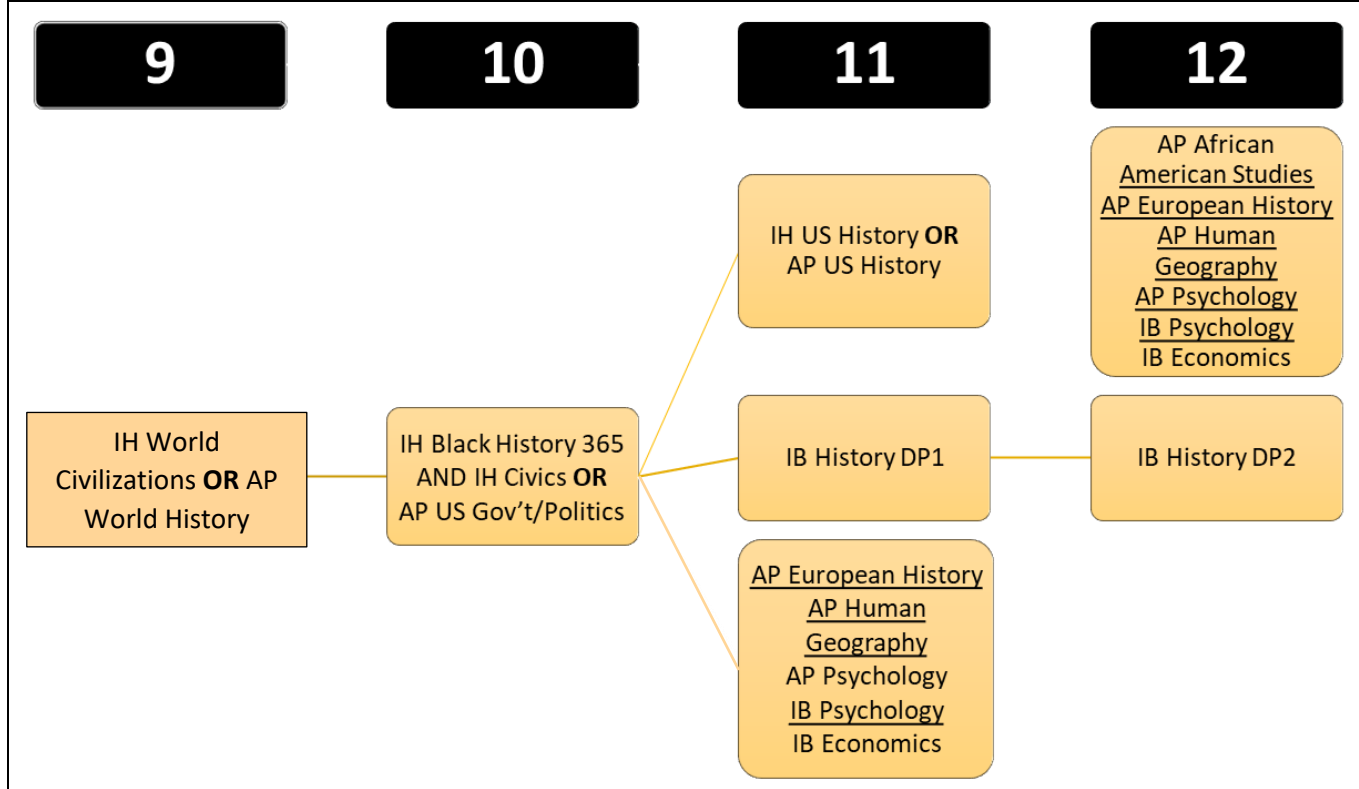 9
10
11
12
IH World
Civilizations OR AP
World History
IH Black History 365
AND IH Civics OR
AP US Gov't/Politics
IH US History OR
AP US History
IB History DP1
AP European History
AP Human
Geography
AP Psychology
IB Psychology
IB Economics
AP African
American Studies
AP European History
AP Human
Geography
AP Psychology
IB Psychology
IB Economics
IB History DP2